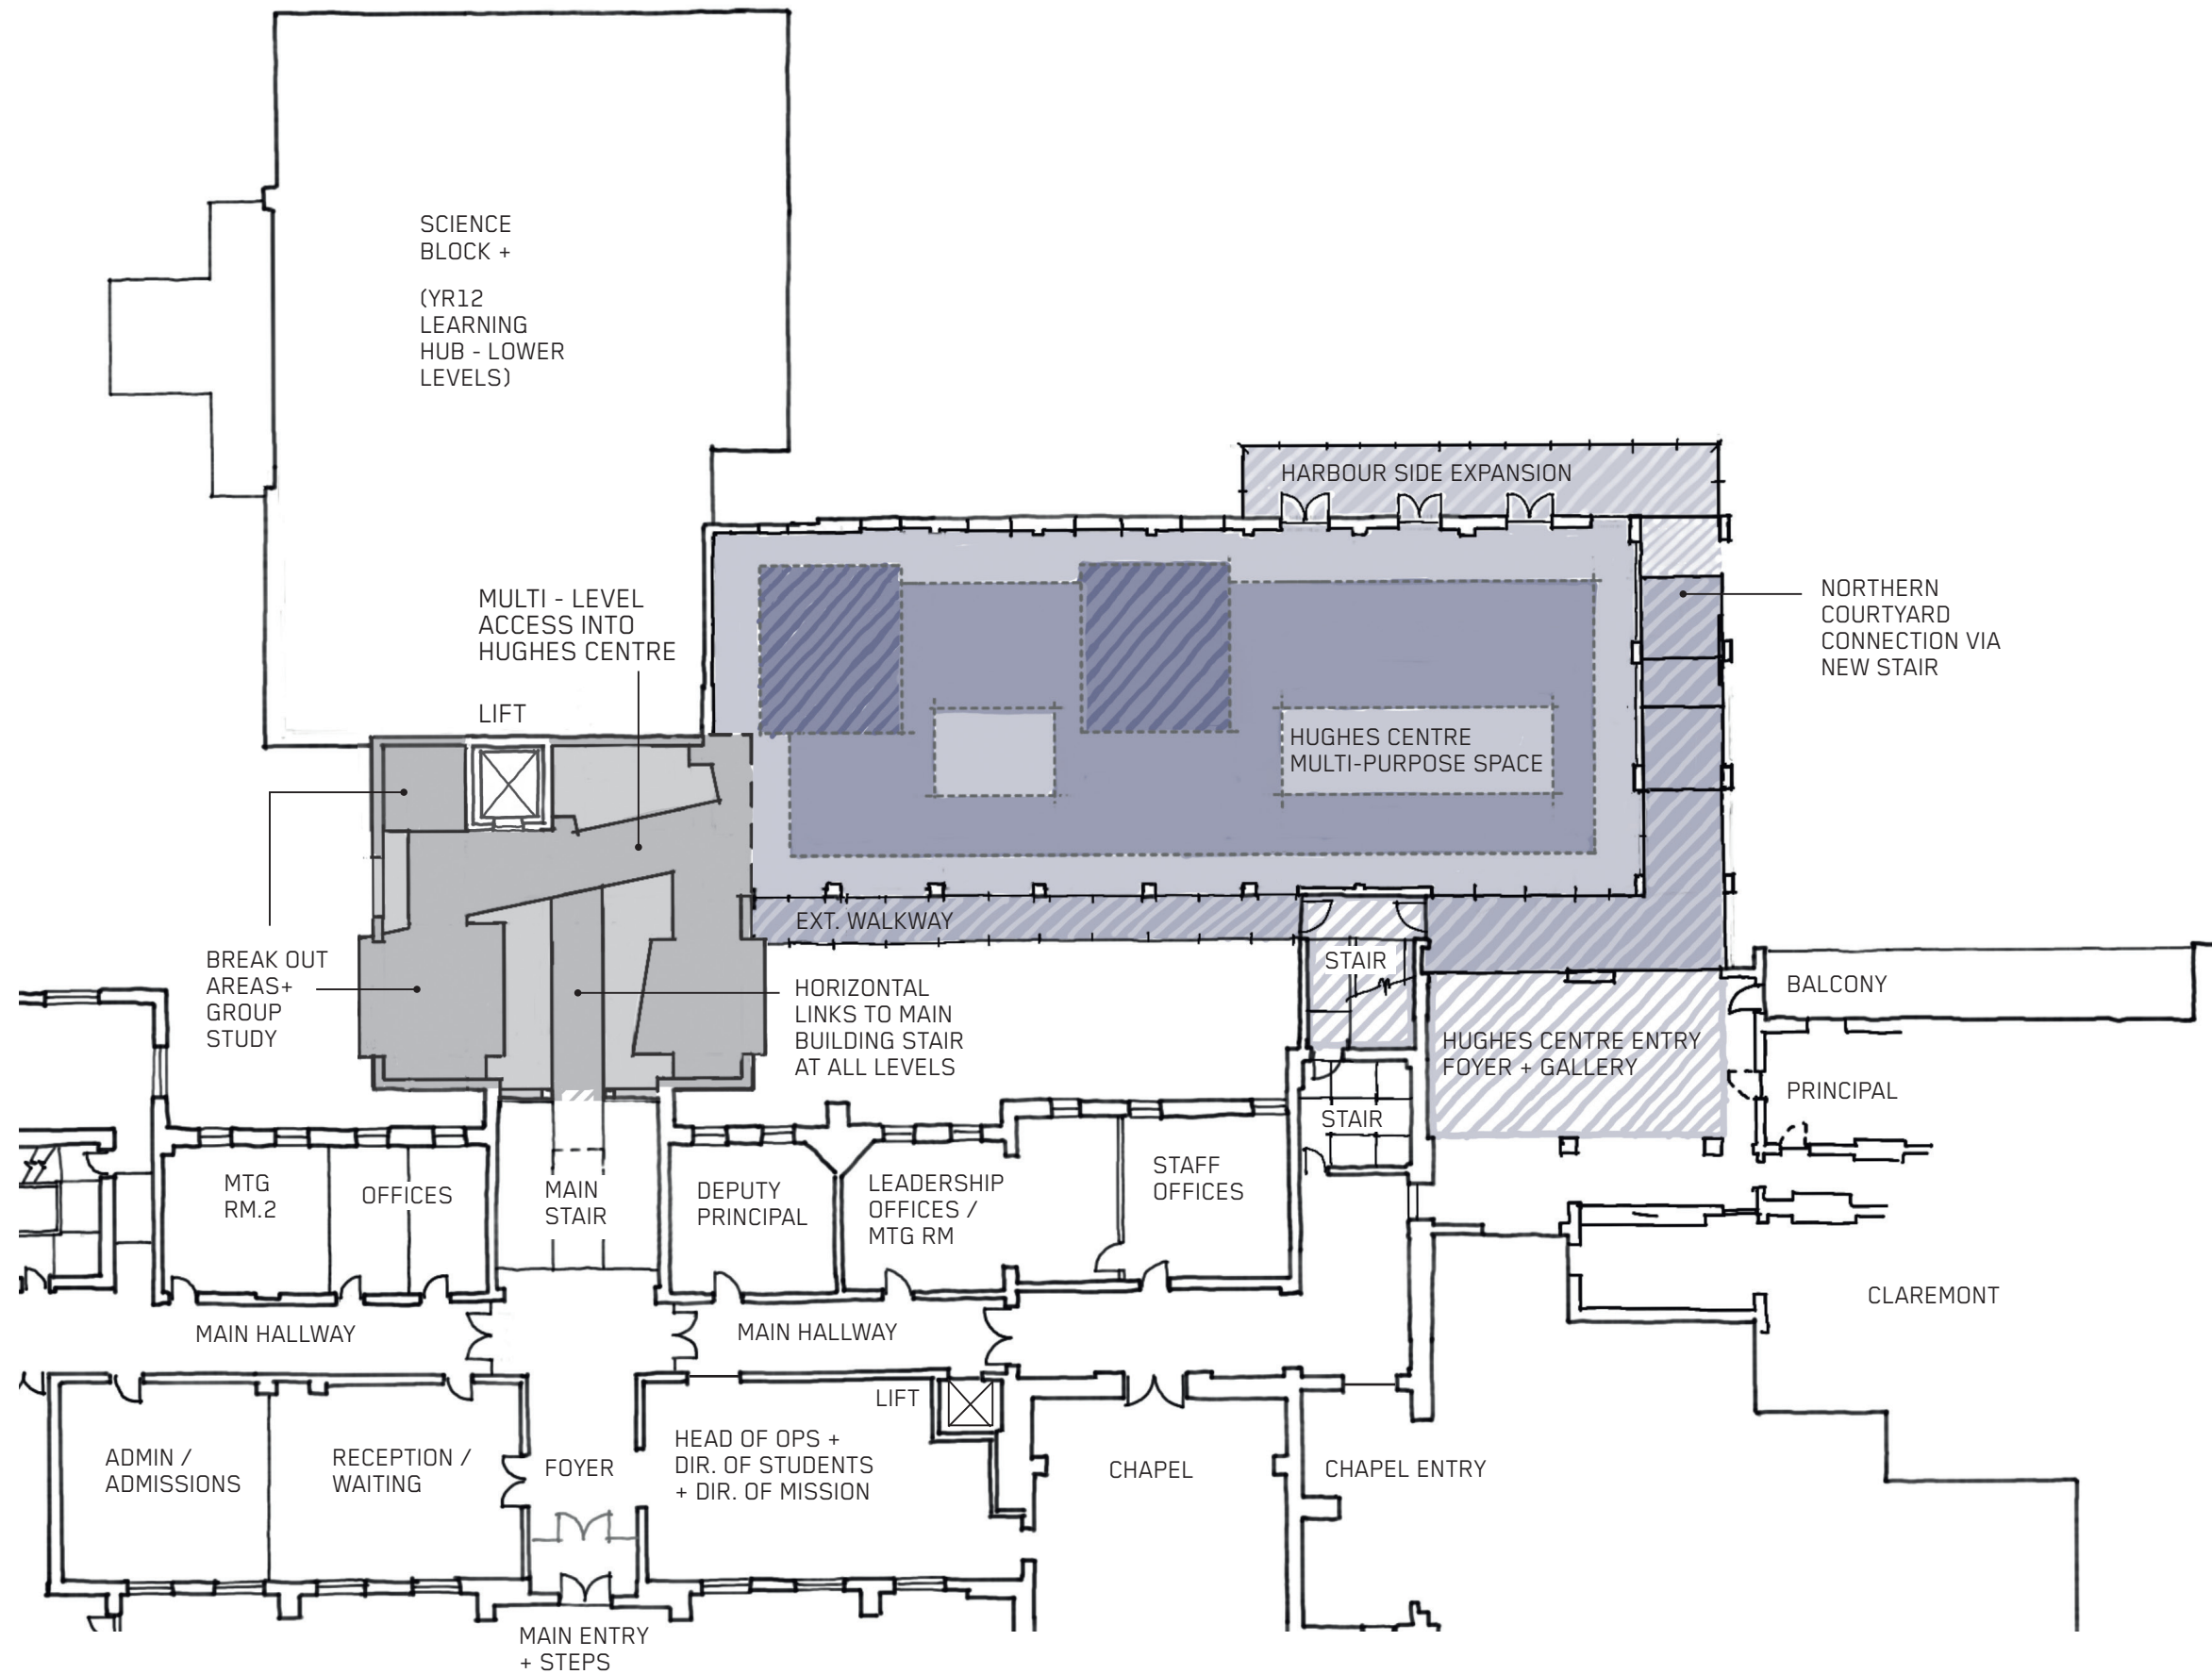 SCIENCE
BLOCK +
(YR12
LEARNING
HUB - LOWER
LEVELS)
HARBOUR SIDE EXPANSION
MULTI - LEVEL
ACCESS INTO
HUGHES CENTRE
NORTHERN
COURTYARD
CONNECTION VIA
NEW STAIR
LIFT
HUGHES CENTRE
MULTI-PURPOSE SPACE
EXT. WALKWAY
BREAK OUT
AREAS+
GROUP
STUDY
HORIZONTAL
LINKS TO MAIN
BUILDING STAIR
AT ALL LEVELS
STAIR
BALCONY
HUGHES CENTRE ENTRY
FOYER + GALLERY
PRINCIPAL
STAIR
MTG
RM.2
OFFICES
MAIN
STAIR
DEPUTY
PRINCIPAL
LEADERSHIP
OFFICES /
MTG RM
STAFF
OFFICES
CLAREMONT
MAIN HALLWAY
MAIN HALLWAY
LIFT
ADMIN /
ADMISSIONS
RECEPTION /
WAITING
FOYER
HEAD OF OPS +
DIR. OF STUDENTS
+ DIR. OF MISSION
CHAPEL
CHAPEL ENTRY
MAIN ENTRY
+ STEPS